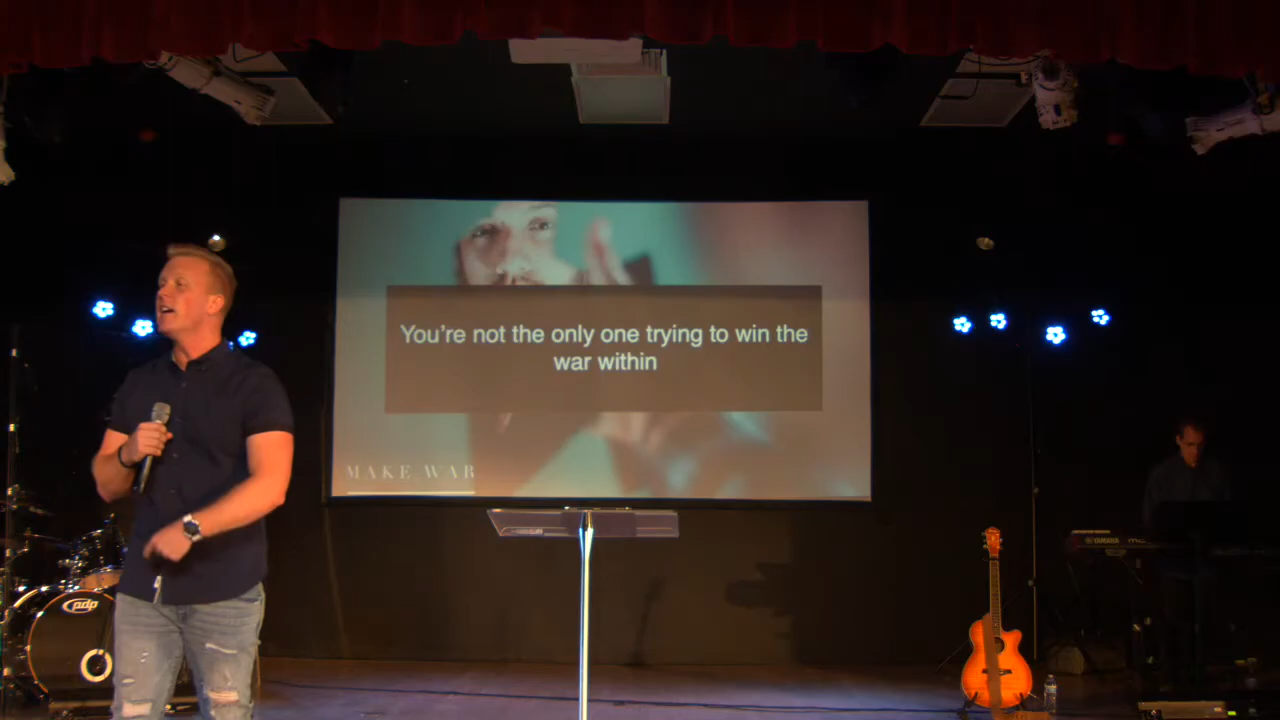 You're not the only one trying to win the
war within
MAKE WAR
pdp
YAMAHA